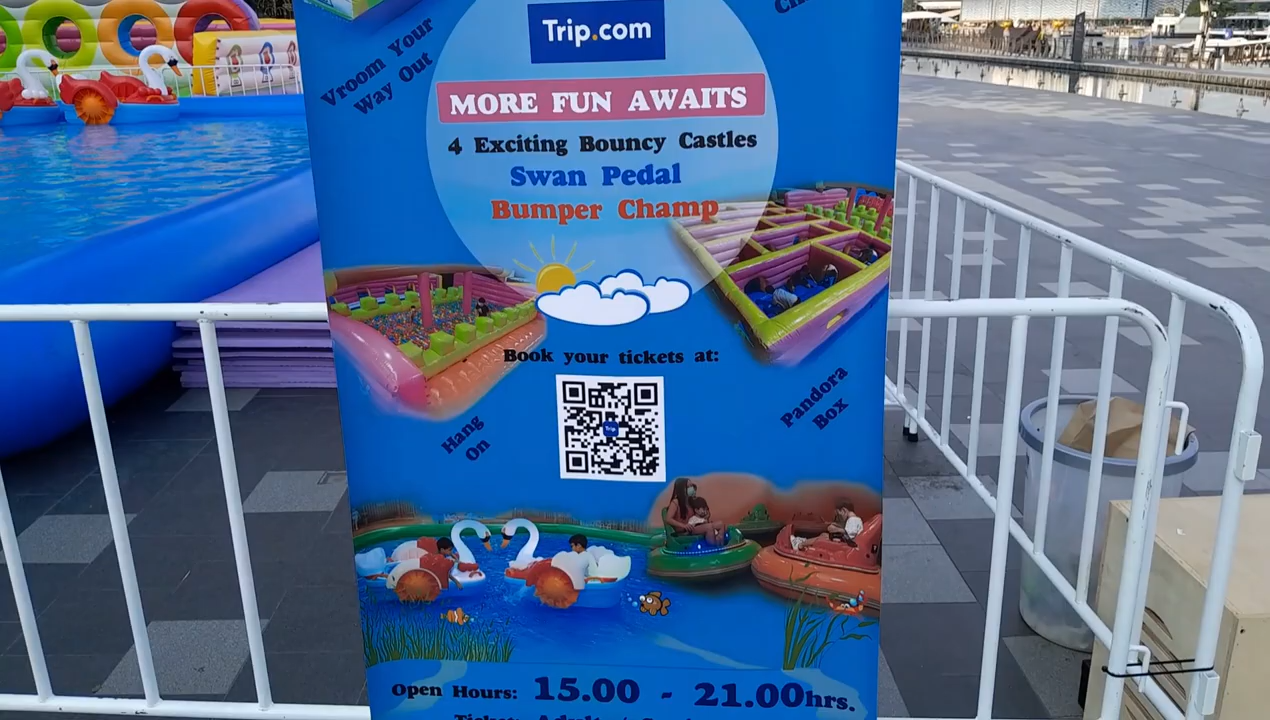 Trip.com
Vroom Your
Way Out
MORE FUN AWAITS
4 Exciting Bouncy Castles
Swan Pedal
Bumper Champ
Book your tickets at:
Trip.
Hang
On
Pandora
Box
Open Hours: 15.00 - 21.00hrs.